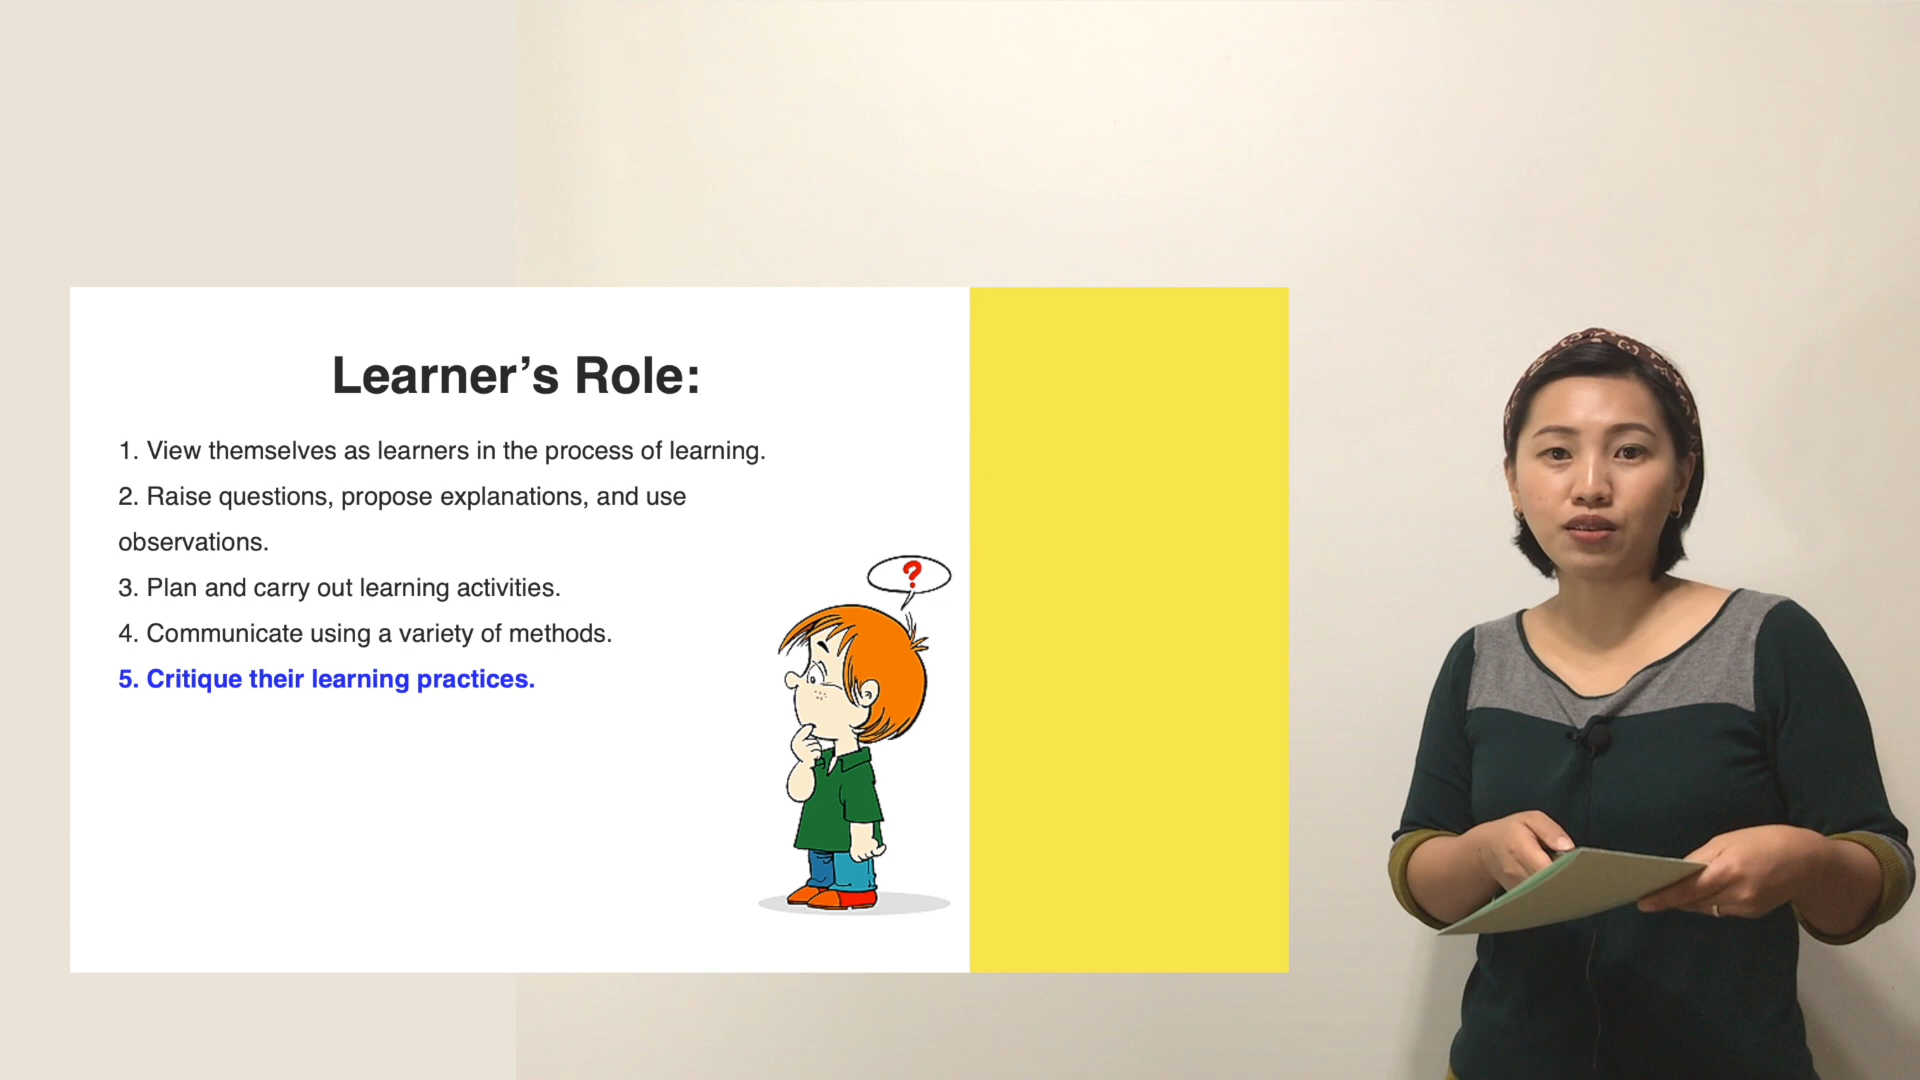 Learner’s Role:
1. View themselves as learners in the process of learning.
2. Raise questions, propose explanations, and use
observations.
3. Plan and carry out learning activities.
4. Communicate using a variety of methods.
5. Critique their learning practices.
?